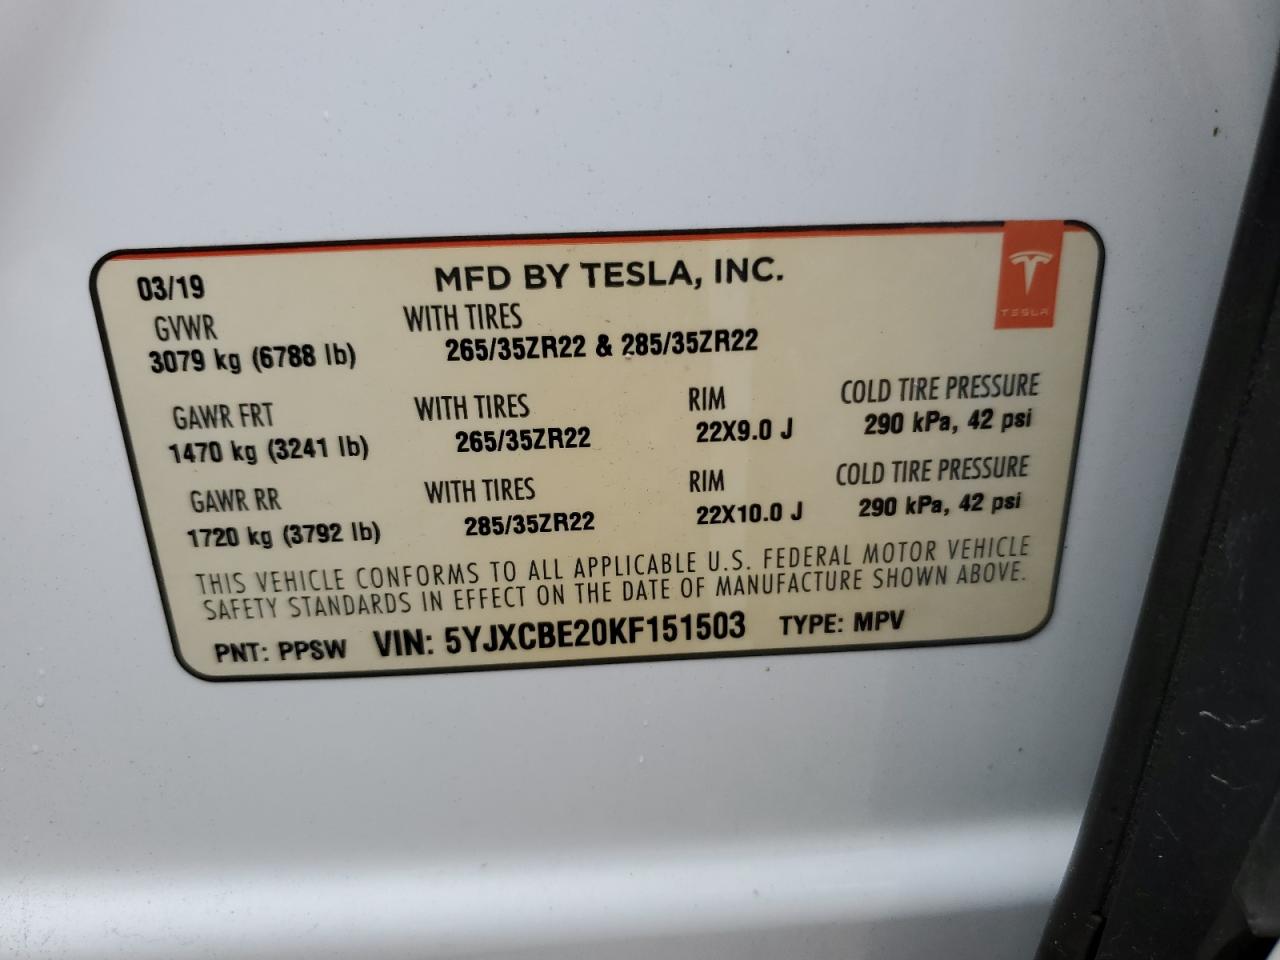 03/19 MFD BY TESLA, INC.
TESLA
GVWR WITH TIRES
3079 kg (6788 lb) 265/35ZR22 & 285/35ZR22
GAWR FRT WITH TIRES RIM COLD TIRE PRESSURE
1470 kg (3241 lb) 265/35ZR22 22X9.0 J 290 kPa, 42 psi
GAWR RR WITH TIRES RIM COLD TIRE PRESSURE
1720 kg (3792 lb) 285/35ZR22 22X10.0 J 290 kPa, 42 psi
THIS VEHICLE CONFORMS TO ALL APPLICABLE U.S. FEDERAL MOTOR VEHICLE
SAFETY STANDARDS IN EFFECT ON THE DATE OF MANUFACTURE SHOWN ABOVE.
PNT: PPSW VIN: 5YJXCBE20KF151503 TYPE: MPV